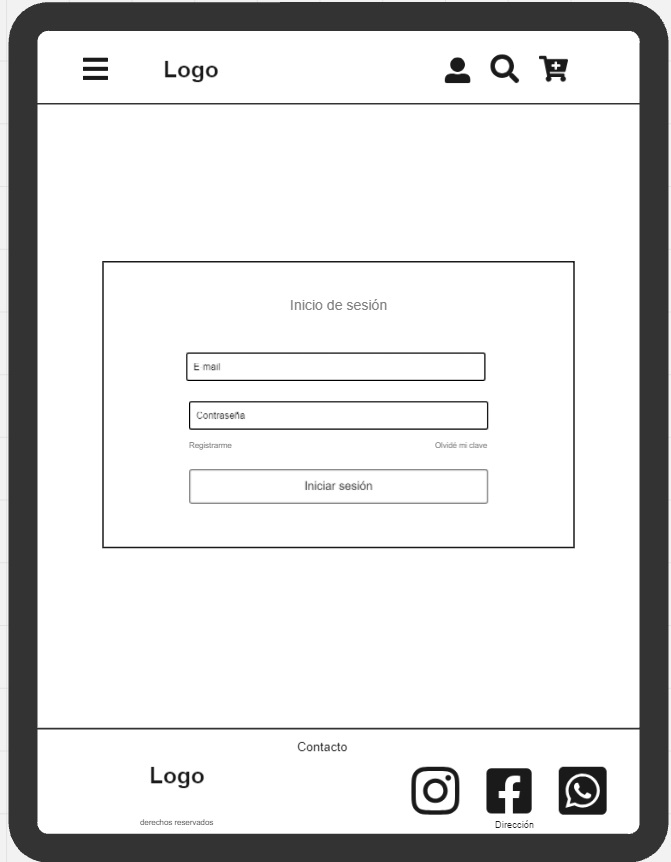 Logo
Inicio de sesión
E mail
Contraseña
Registrarme
Olvidé mi clave
Iniciar sesión
Contacto
Logo
derechos reservados
Dirección